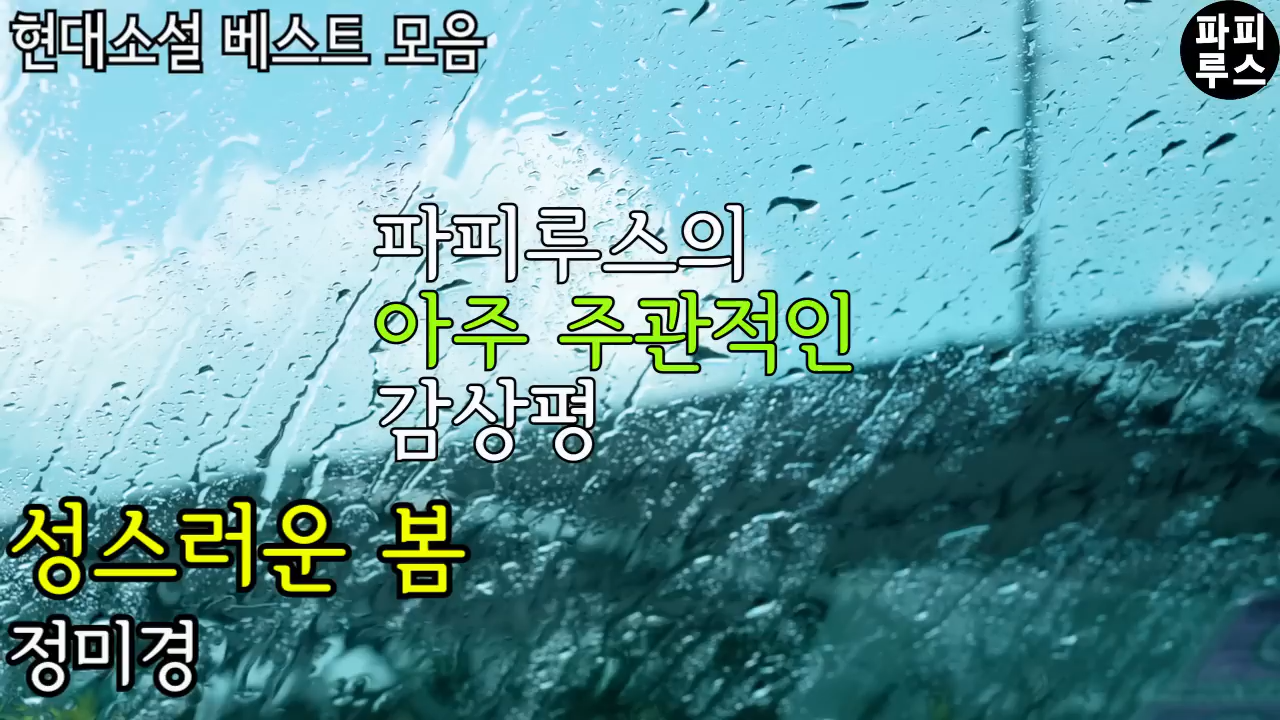 현대소설 베스트 모음
파피
루스
파피루스의
아주 주관적인
감상평
성스러운 봄
정미경